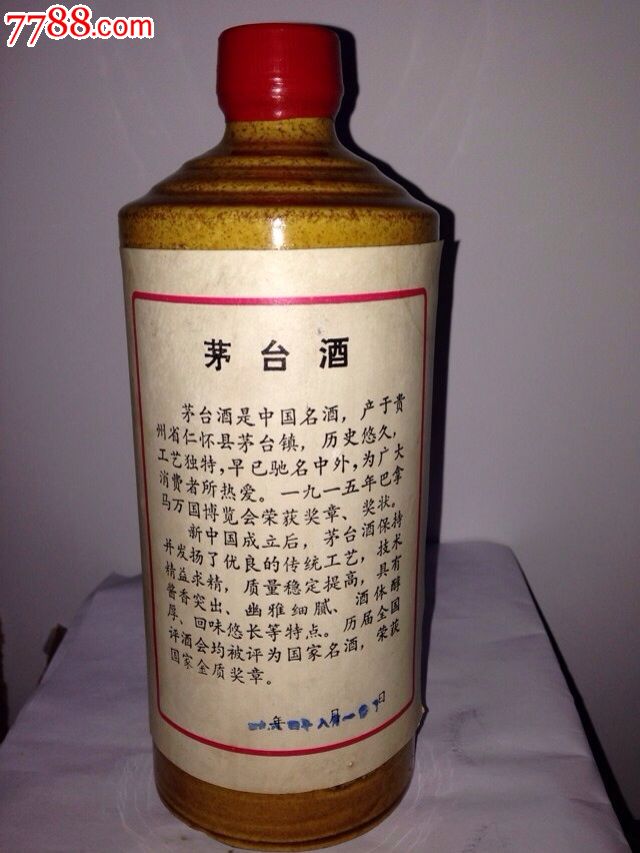 7788.com
茅台酒
茅台酒是中国名酒，产于贵
州省仁怀县茅台镇，历史悠久，
工艺独特，早已驰名中外，为广大
消费者所热爱。一九一五年巴拿
马万国博览会荣获奖章、奖状。
新中国成立后，茅台酒保持
并发扬了优良的传统工艺，技术
精益求精，质量稳定提高，具有
酱香突出、幽雅细腻、酒体醇
厚、回味悠长等特点。历届全国
评酒会均被评为国家名酒，荣获
国家金质奖章。
年 月 日